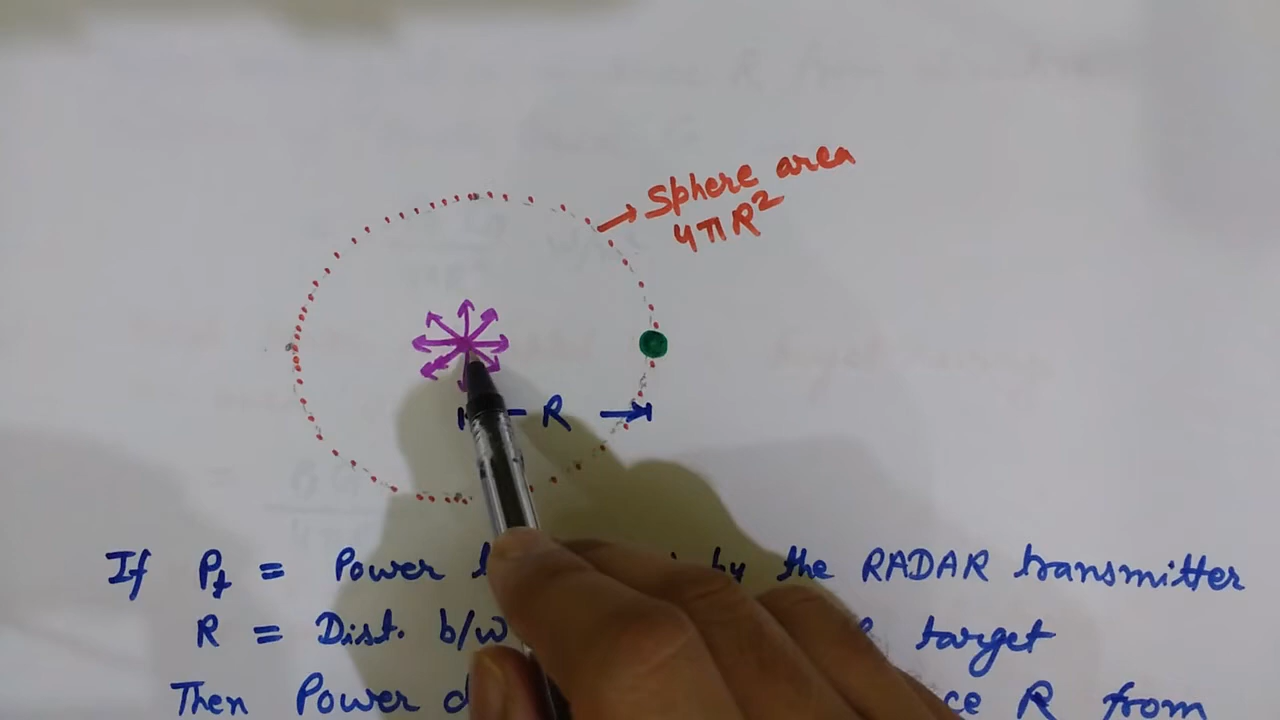 Sphere area
4πR²
R
If Pt = Power by the RADAR transmitter
R = Dist. b/w target
Then Power R from